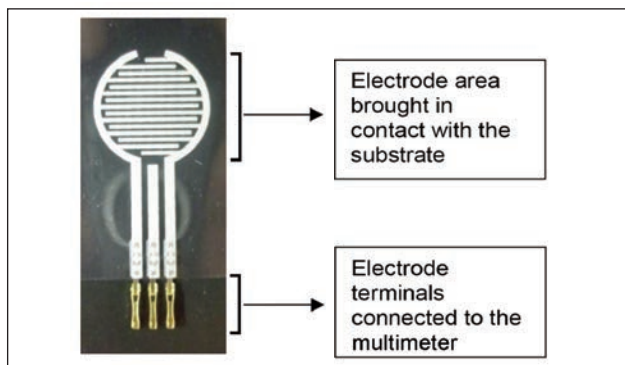 Electrode area
brought in
contact with the
substrate
Electrode
terminals
connected to the
multimeter